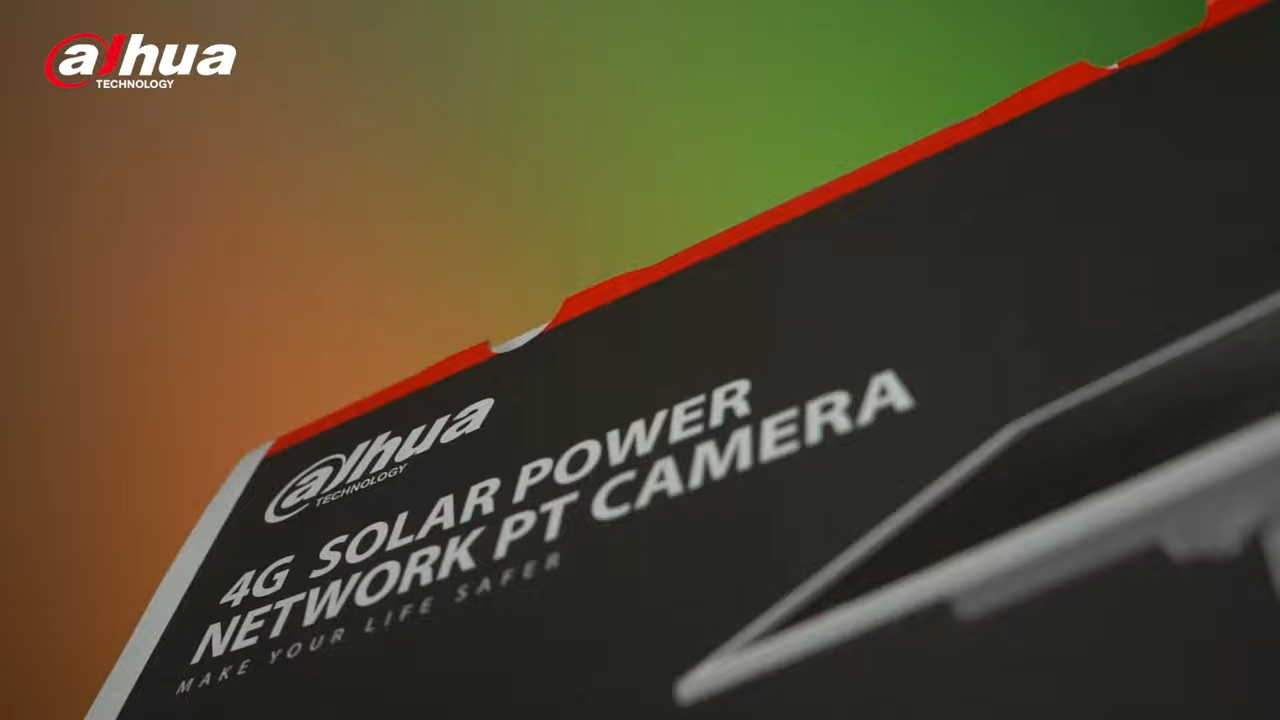 alhua
TECHNOLOGY
alhua
TECHNOLOGY
4G SOLAR POWER
NETWORK PT CAMERA
MAKE YOUR LIFE SAFER